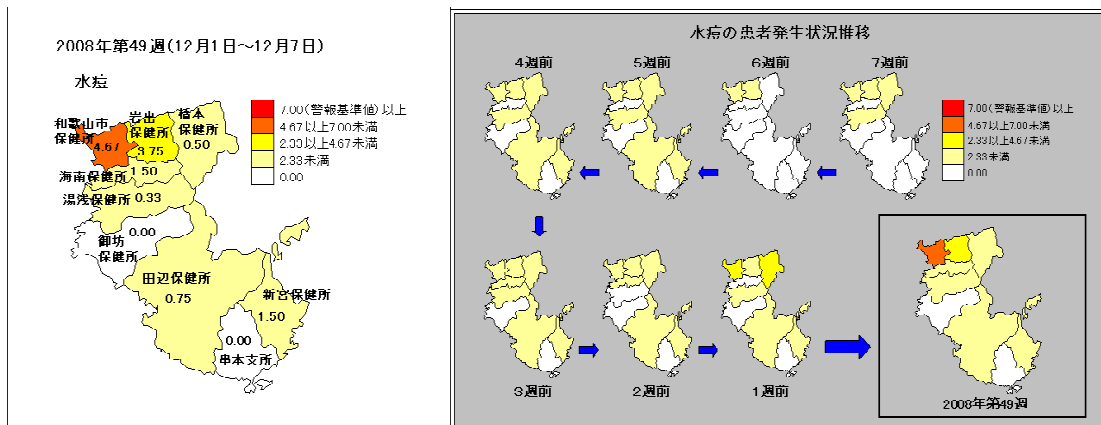 2008年第49週(12月1日～12月7日)
水痘
7.00(警報基準値)以上
4.67以上7.00未満
2.33以上4.67未満
2.33未満
0.00
和歌山市
保健所
4.67
岩出
保健所
3.75
橋本
保健所
0.50
海南保健所
1.50
湯浅保健所
0.33
御坊
保健所
0.00
田辺保健所
0.75
新宮保健所
1.50
0.00
串本支所
水痘の患者発生状況推移
4週前
5週前
6週前
7週前
7.00(警報基準値)以上
4.67以上7.00未満
2.33以上4.67未満
2.33未満
0.00
3週前
2週前
1週前
2008年第49週